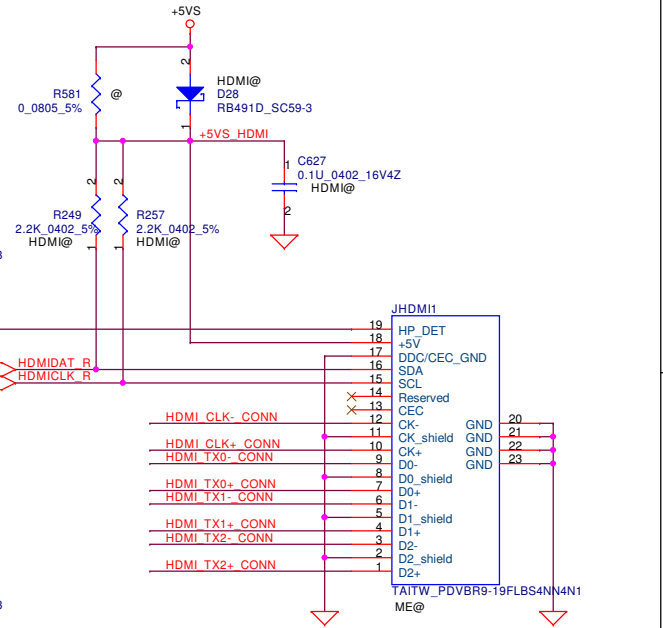 +5VS
2
HDMI@
D28
RB491D_SC59-3
1
R581
0_0805_5%
@
+5VS_HDMI
1
C627
0.1U_0402_16V4Z
HDMI@
2
2
R249
2.2K_0402_5%
HDMI@
1
2
R257
2.2K_0402_5%
HDMI@
1
JHDMI1
19 HP_DET
18 +5V
17 DDC/CEC_GND
HDMIDAT_R 16 SDA
HDMICLK_R 15 SCL
14 Reserved
13 CEC
HDMI_CLK-_CONN 12 CK- GND 20
11 CK_shield GND 21
HDMI_CLK+_CONN 10 CK+ GND 22
HDMI_TX0-_CONN 9 D0- GND 23
8 D0_shield
HDMI_TX0+_CONN 7 D0+
HDMI_TX1-_CONN 6 D1-
5 D1_shield
HDMI_TX1+_CONN 4 D1+
HDMI_TX2-_CONN 3 D2-
2 D2_shield
HDMI_TX2+_CONN 1 D2+
TAITW_PDVBR9-19FLBS4NN4N1
ME@